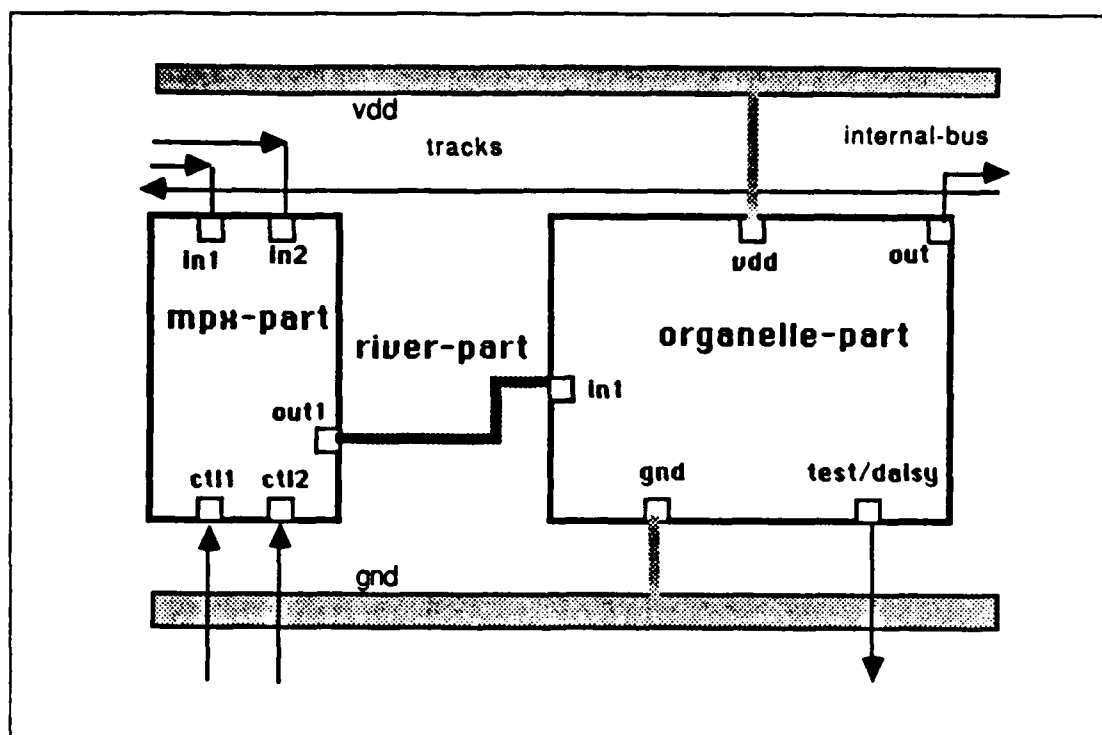 vdd
tracks
internal-bus
in1
in2
vdd
out
mpx-part
river-part
organelle-part
in1
out1
ctl1
ctl2
gnd
test/daisy
gnd